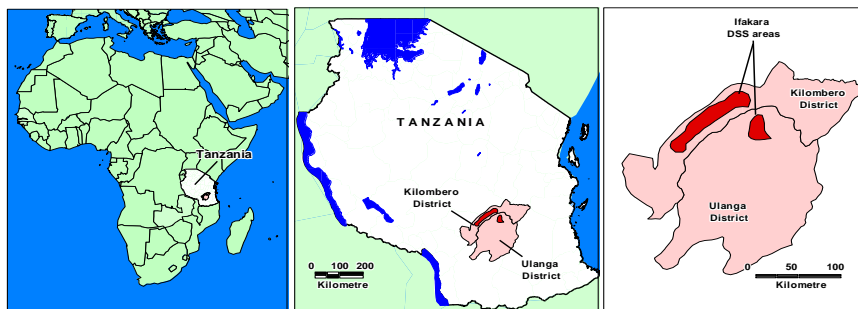 Tanzania
TANZANIA
Kilombero
District
Ulanga
District
0 100 200
Kilometre
Ifakara
DSS areas
Kilombero
District
Ulanga
District
0 50 100
Kilometre